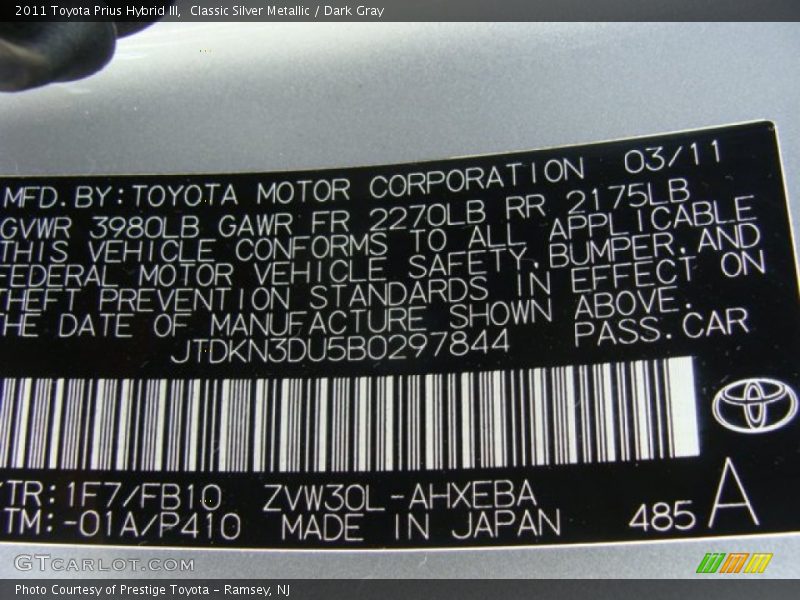 2011 Toyota Prius Hybrid III, Classic Silver Metallic / Dark Gray
MFD. BY: TOYOTA MOTOR CORPORATION 03/11
GVWR 3980LB GAWR FR 2270LB RR 2175LB
THIS VEHICLE CONFORMS TO ALL APPLICABLE
FEDERAL MOTOR VEHICLE SAFETY, BUMPER, AND
THEFT PREVENTION STANDARDS IN EFFECT ON
THE DATE OF MANUFACTURE SHOWN ABOVE.
JTDKN3DU5B0297844 PASS. CAR
/TR: 1F7/FB10 ZVW30L-AHXEBA
TM: -01A/P410 MADE IN JAPAN 485 A
GTCARLOT.COM
Photo Courtesy of Prestige Toyota - Ramsey, NJ